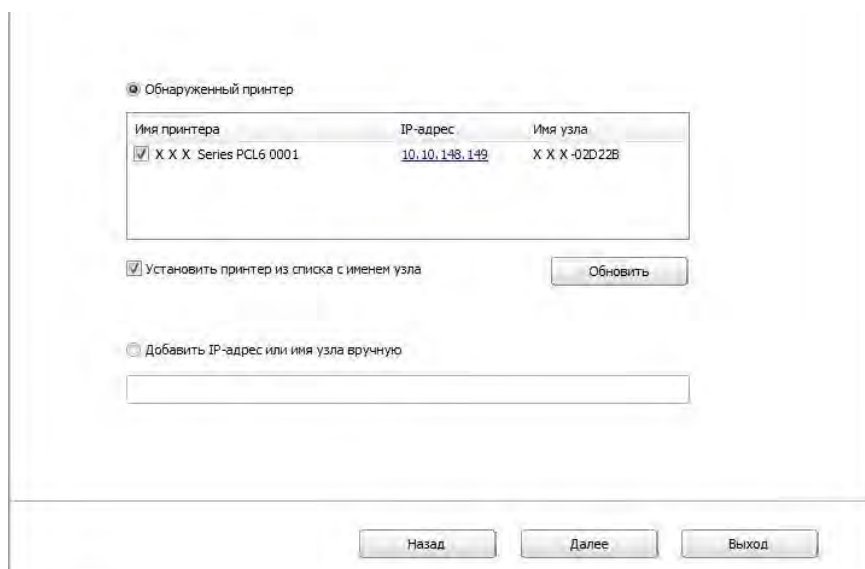 Обнаруженный принтер
Имя принтера IP-адрес Имя узла
X X X Series PCL6 0001 10.10.148.149 X X X -02D22B
Установить принтер из списка с именем узла Обновить
Добавить IP-адрес или имя узла вручную
Назад Далее Выход